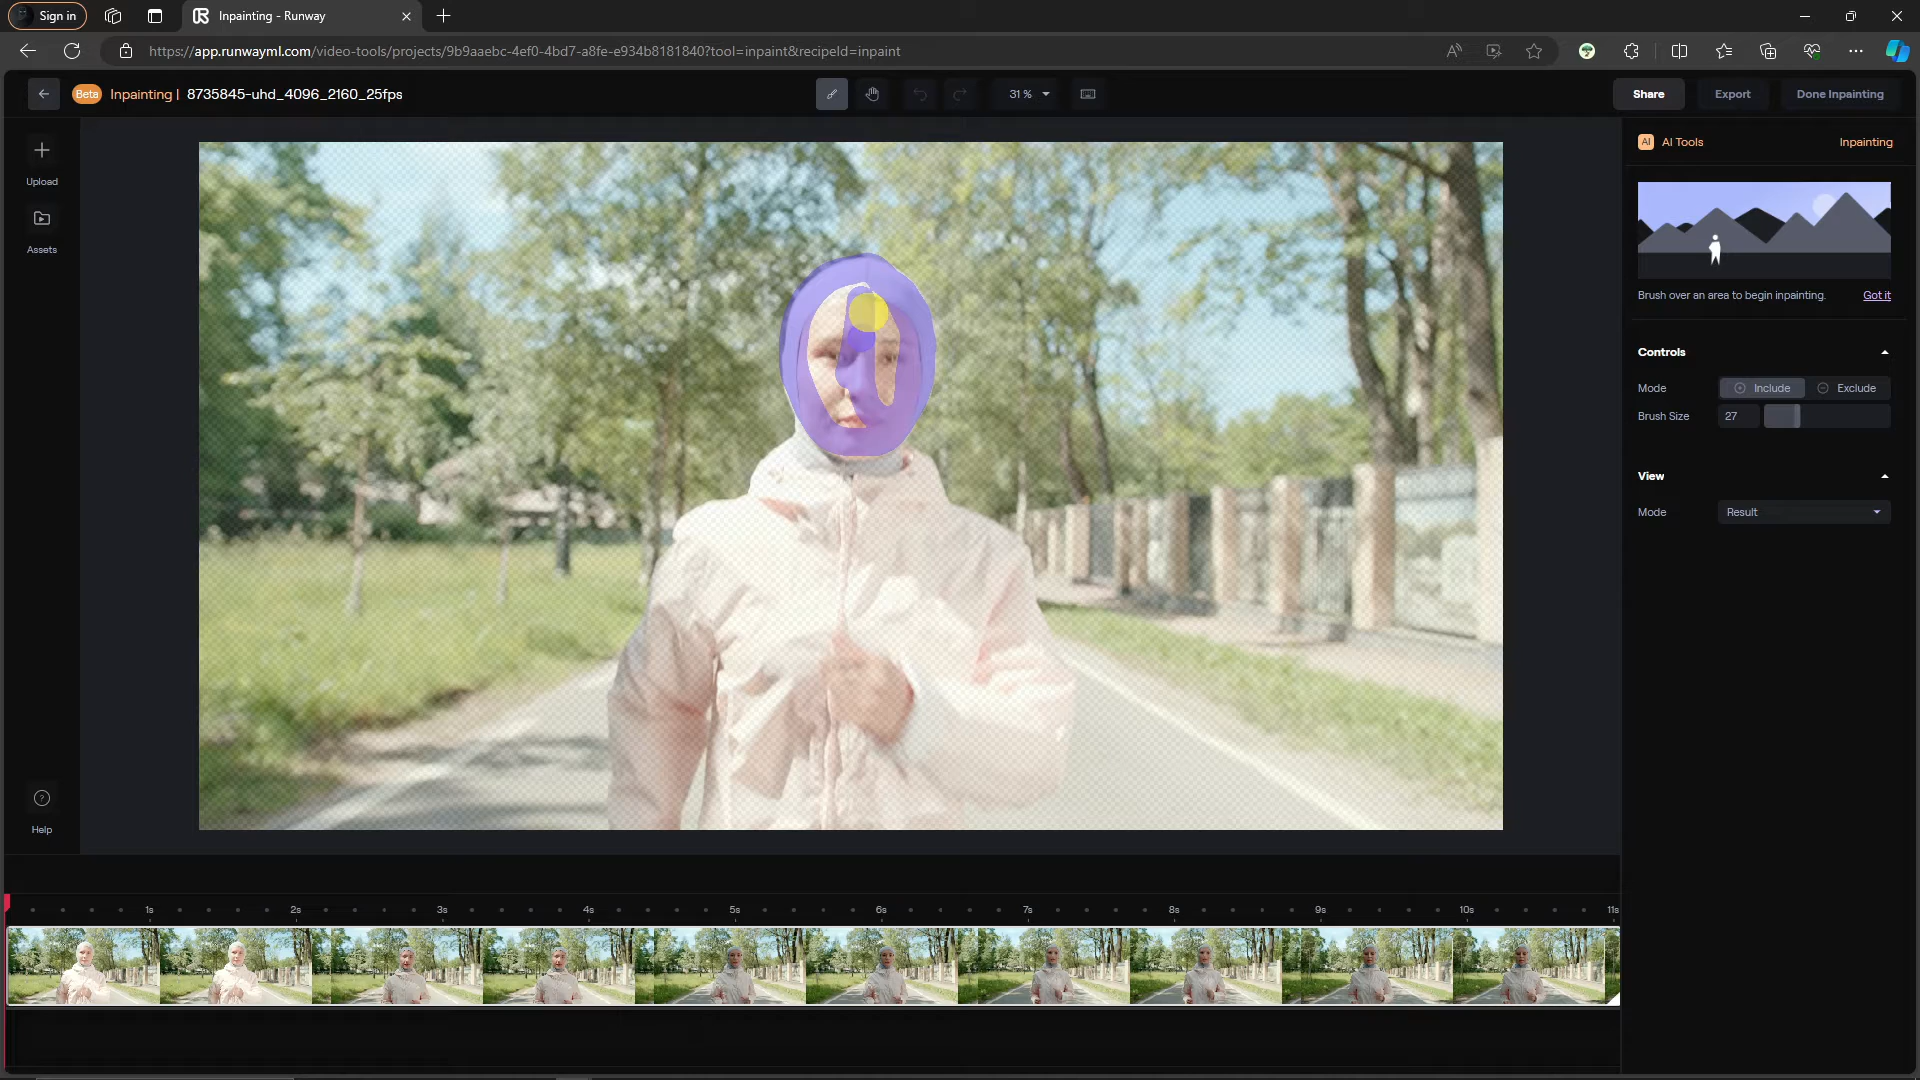 Sign in
Inpainting - Runway
https://app.runwayml.com/video-tools/projects/9b9aaebc-4ef0-4bd7-a8fe-e934b8181840?tool=inpaint&recipeId=inpaint
Beta Inpainting | 8735845-uhd_4096_2160_25fps
31 %
Share
Export
Done Inpainting
Upload
Assets
Help
AI AI Tools
Inpainting
Brush over an area to begin inpainting. Got it
Controls
Mode Include Exclude
Brush Size 27
View
Mode Result
1s 2s 3s 4s 5s 6s 7s 8s 9s 10s 11s